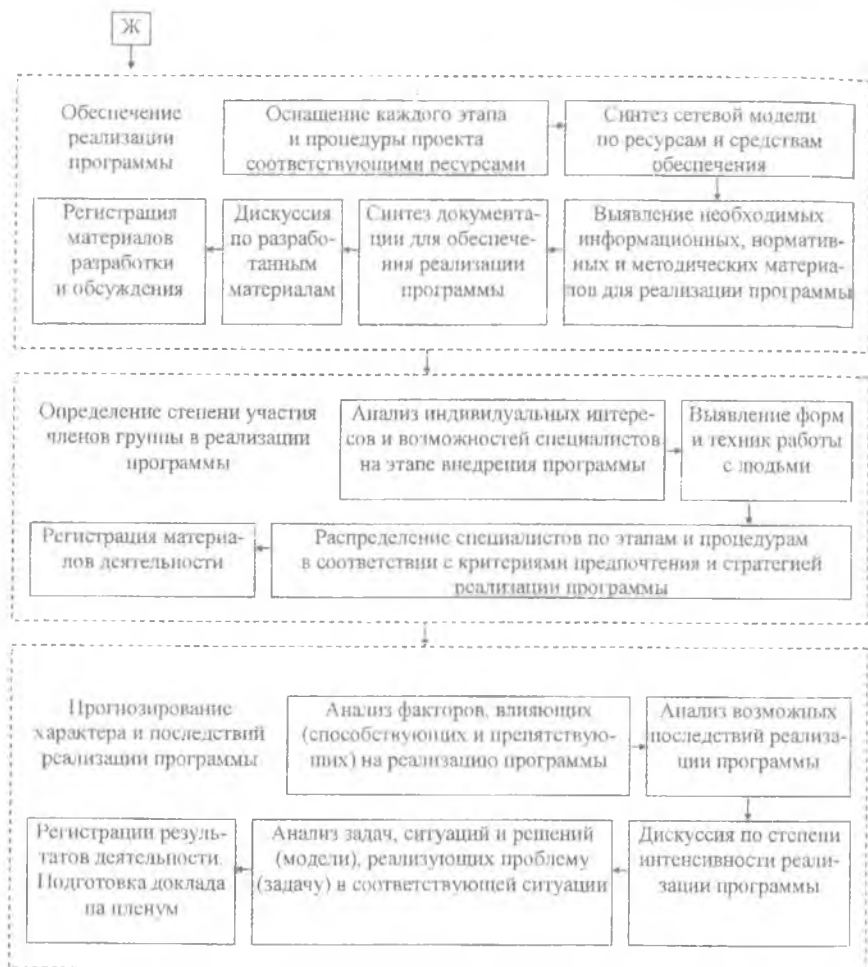 Ж
Обеспечение
реализации
программы
Оснащение каждого этапа
и процедуры проекта
соответствующими ресурсами
Синтез сетевой модели
по ресурсам и средствам
обеспечения
Регистрация
материалов
разработки
и обсуждения
Дискуссия
по разрабо-
танным
материалам
Синтез документа-
ции для обеспече-
ния реализации
программы
Выявление необходимых
информационных, норматив-
ных и методических материа-
лов для реализации программы
Определение степени участия
членов группы в реализации
программы
Анализ индивидуальных интере-
сов и возможностей специалистов
на этапе внедрения программы
Выявление форм
и техник работы
с людьми
Регистрация материа-
лов деятельности
Распределение специалистов по этапам и процедурам
в соответствии с критериями предпочтения и стратегией
реализации программы
Прогнозирование
характера и последствий
реализации программы
Анализ факторов, влияющих
(способствующих и препятствую-
щих) на реализацию программы
Анализ возможных
последствий реализа-
ции программы
Регистрации резуль-
татов деятельности.
Подготовка доклада
на пленум
Анализ задач, ситуаций и решений
(модели), реализующих проблему
(задачу) в соответствующей ситуации
Дискуссия по степени
интенсивности реали-
зации программы